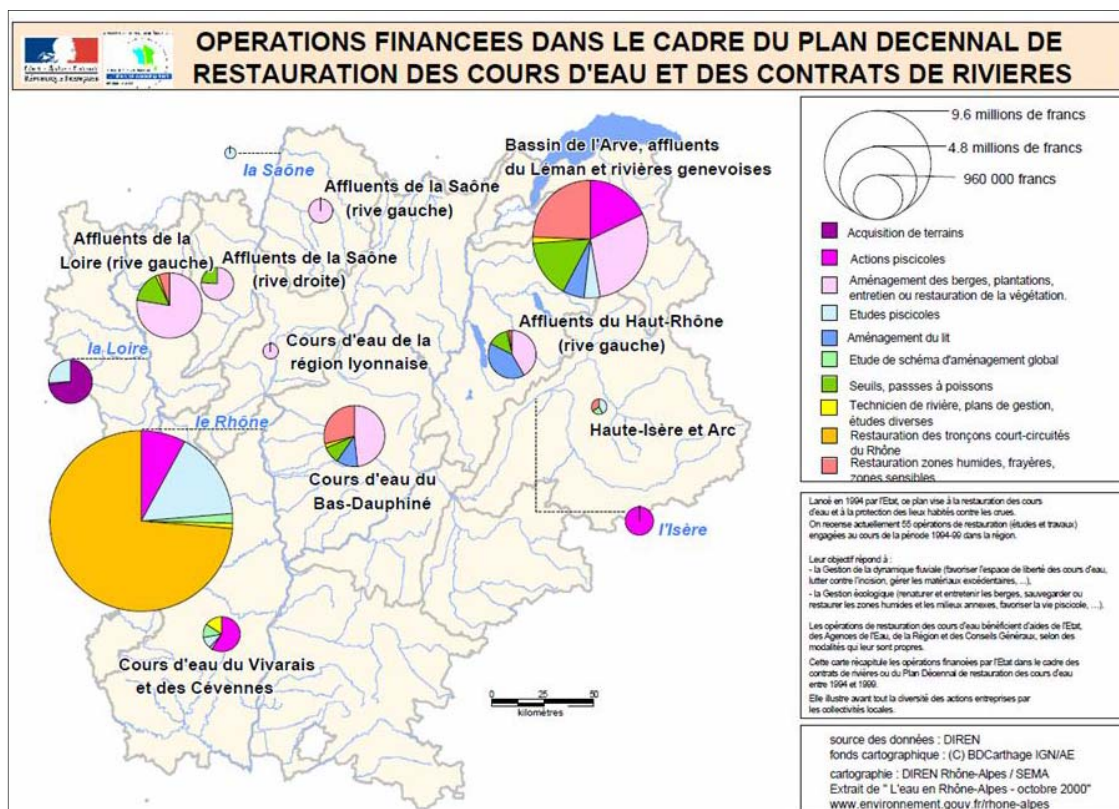 OPERATIONS FINANCEES DANS LE CADRE DU PLAN DECENNAL DE
RESTAURATION DES COURS D'EAU ET DES CONTRATS DE RIVIERES
la Saône
Affluents de la Saône
(rive gauche)
Bassin de l'Arve, affluents
du Léman et rivières genevoises
Affluents de la
Loire (rive gauche)
Affluents de la Saône
(rive droite)
la Loire
Cours d'eau de la
région lyonnaise
Affluents du Haut-Rhône
(rive gauche)
le Rhône
Haute-Isère et Arc
Cours d'eau du
Bas-Dauphiné
l'Isère
Cours d'eau du Vivarais
et des Cévennes
0 25 50
kilomètres
9.6 millions de francs
4.8 millions de francs
960 000 francs
Acquisition de terrains
Actions piscicoles
Aménagement des berges, plantations,
entretien ou restauration de la végétation.
Etudes piscicoles
Aménagement du lit
Etude de schéma d'aménagement global
Seuils, passses à poissons
Technicien de rivière, plans de gestion,
études diverses
Restauration des tronçons court-circuités
du Rhône
Restauration zones humides, frayères,
zones sensibles
Lancé en 1994 par l'Etat, ce plan vise à la restauration des cours
d'eau et à la protection des lieux habités contre les crues.
On recense actuellement 55 opérations de restauration (études et travaux)
engagées au cours de la période 1994-99 dans la région.
Leur objectif répond à :
- la Gestion de la dynamique fluviale (favoriser l'espace de liberté des cours d'eau,
lutter contre l'incision, gérer les matériaux excédentaires, ...),
- la Gestion écologique (renaturer et entretenir les berges, sauvegarder ou
restaurer les zones humides et les milieux annexes, favoriser la vie piscicole, ...).
Les opérations de restauration des cours d'eau bénéficient d'aides de l'Etat,
des Agences de l'Eau, de la Région et des Conseils Généraux, selon des
modalités qui leur sont propres.
Cette carte récapitule les opérations financées par l'Etat dans le cadre des
contrats de rivières ou du Plan Décennal de restauration des cours d'eau
entre 1994 et 1999.
Elle illustre avant tout la diversité des actions entreprises par
les collectivités locales.
source des données : DIREN
fonds cartographique : (C) BDCarthage IGN/AE
cartographie : DIREN Rhône-Alpes / SEMA
Extrait de " L'eau en Rhône-Alpes - octobre 2000"
www.environnement.gouv.fr/rhone-alpes